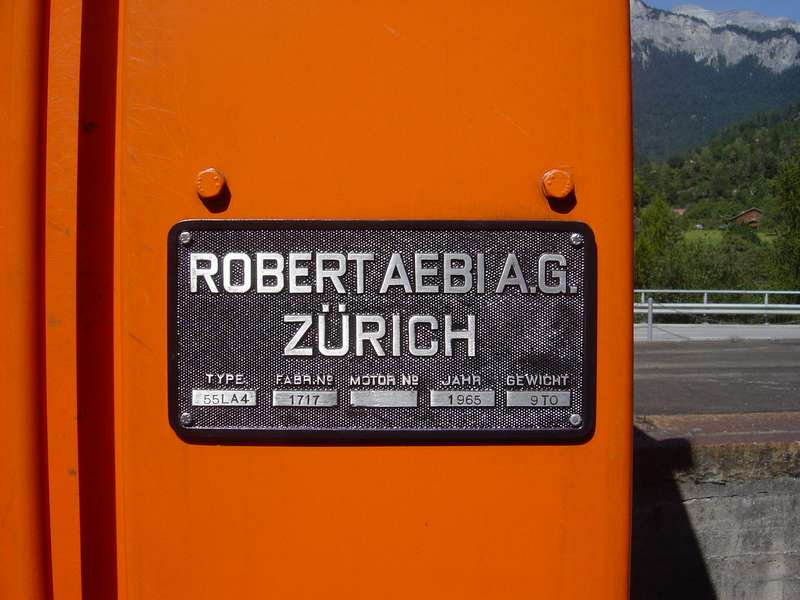 ROBERT AEBI A.G.
ZÜRICH
TYPE FABR.Nº MOTOR Nº JAHR GEWICHT
55LA4 1717 1965 9TO